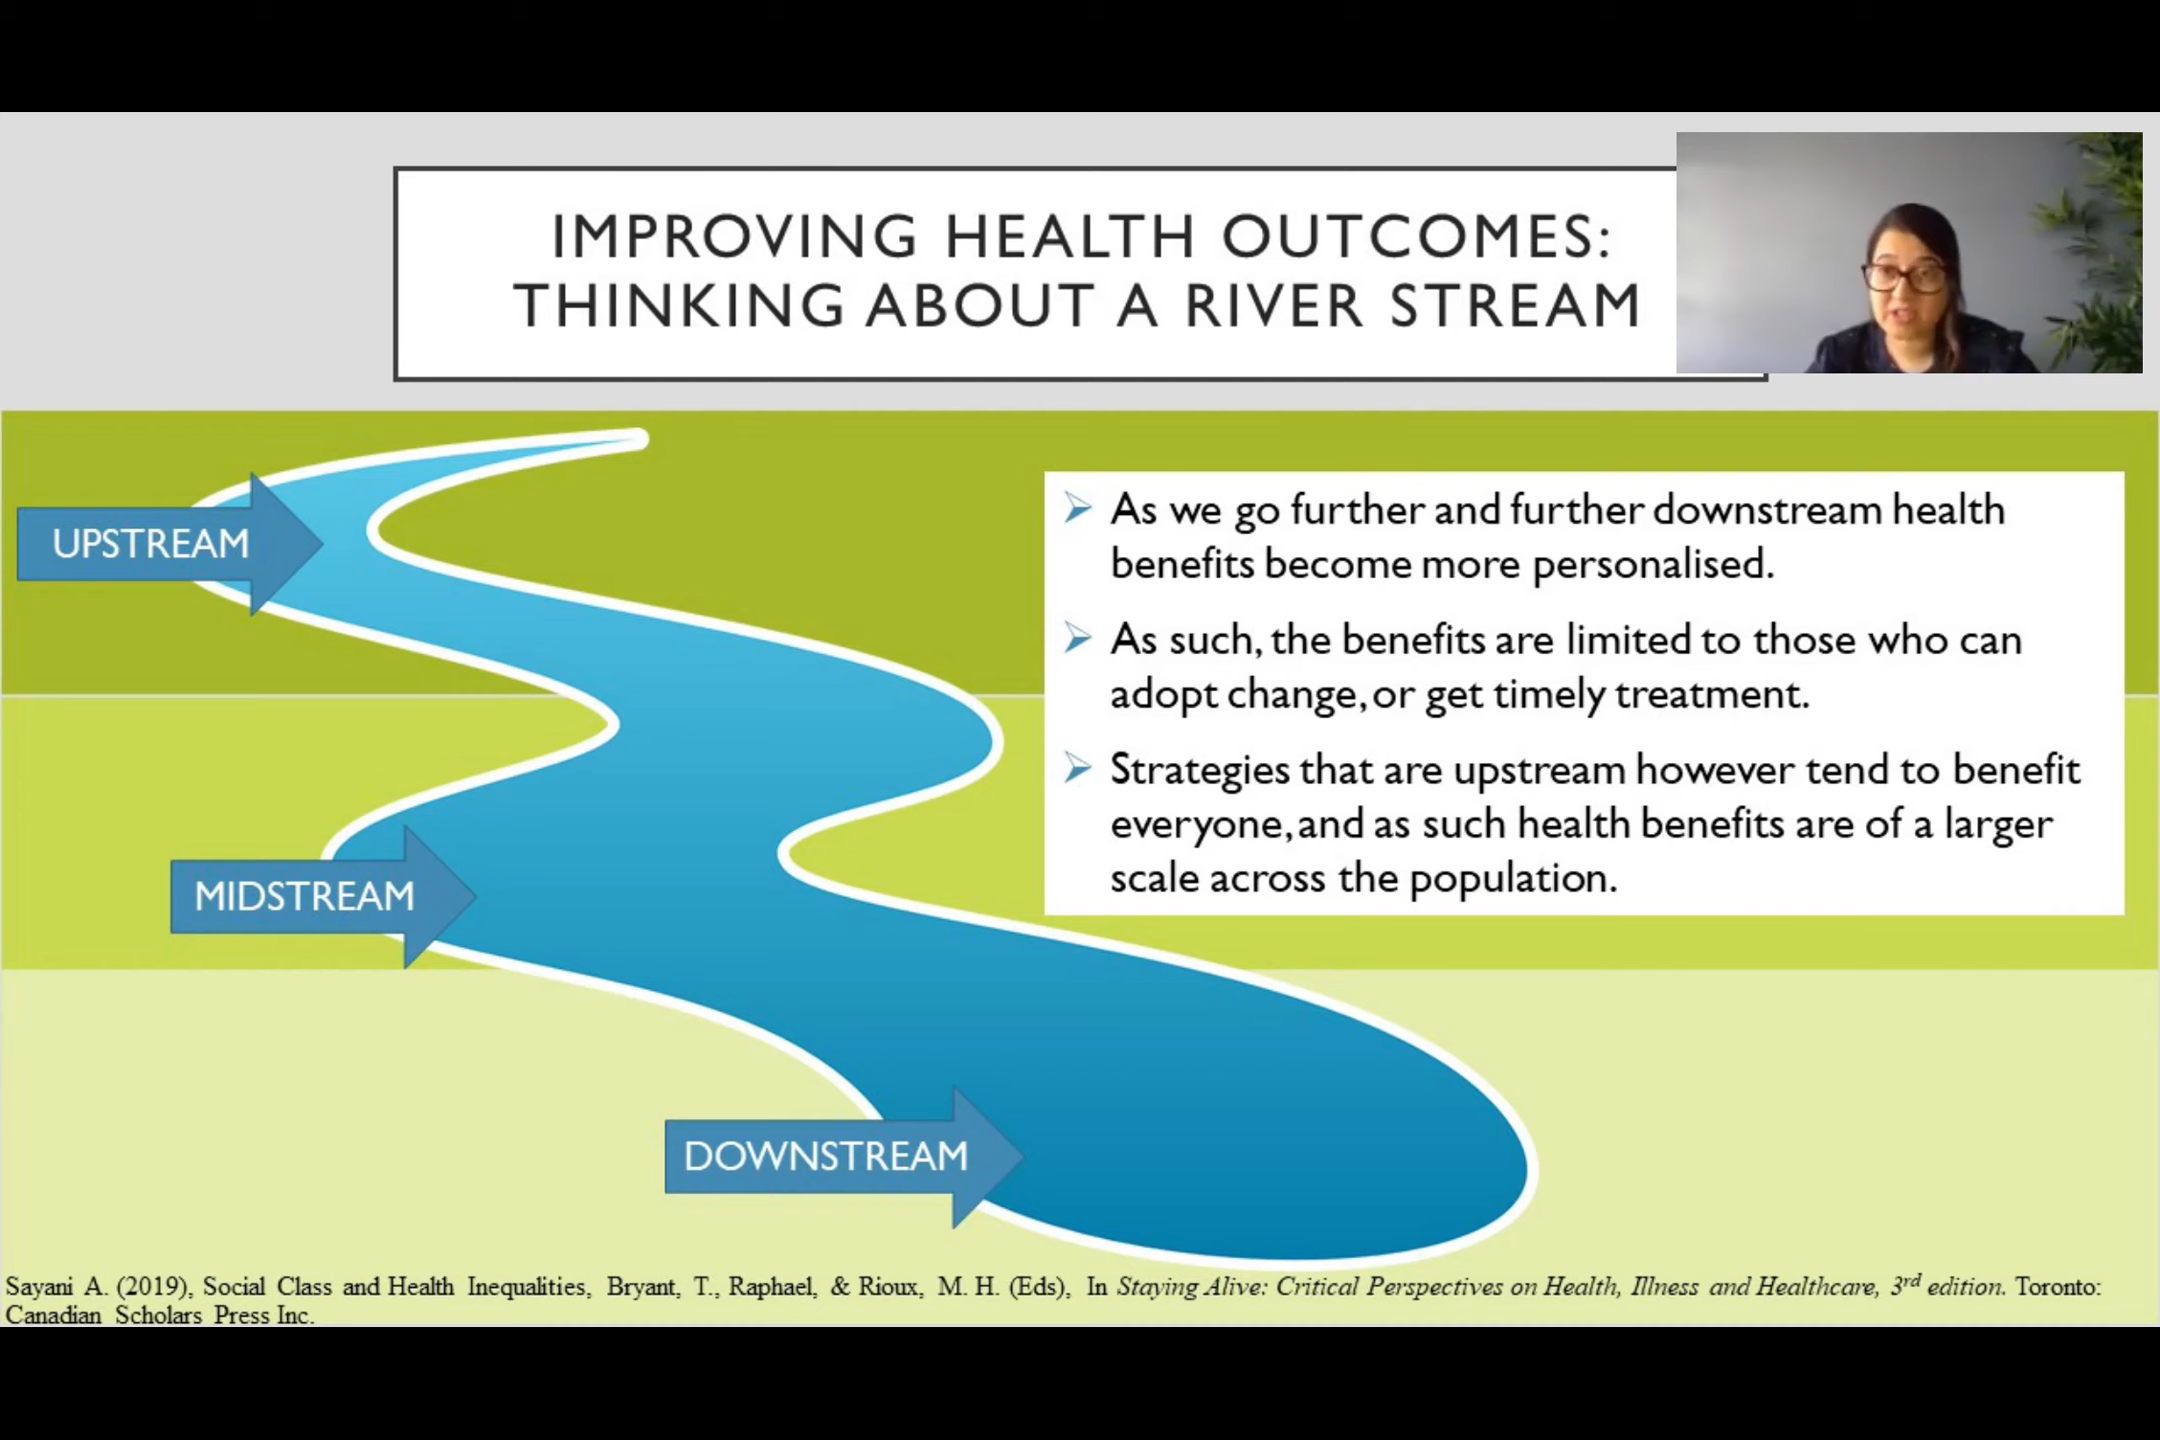 IMPROVING HEALTH OUTCOMES:
THINKING ABOUT A RIVER STREAM
UPSTREAM
➢ As we go further and further downstream health
benefits become more personalised.
➢ As such, the benefits are limited to those who can
adopt change, or get timely treatment.
➢ Strategies that are upstream however tend to benefit
everyone, and as such health benefits are of a larger
scale across the population.
MIDSTREAM
DOWNSTREAM
Sayani A. (2019), Social Class and Health Inequalities, Bryant, T., Raphael, & Rioux, M. H. (Eds), In Staying Alive: Critical Perspectives on Health, Illness and Healthcare, 3rd edition. Toronto:
Canadian Scholars Press Inc.